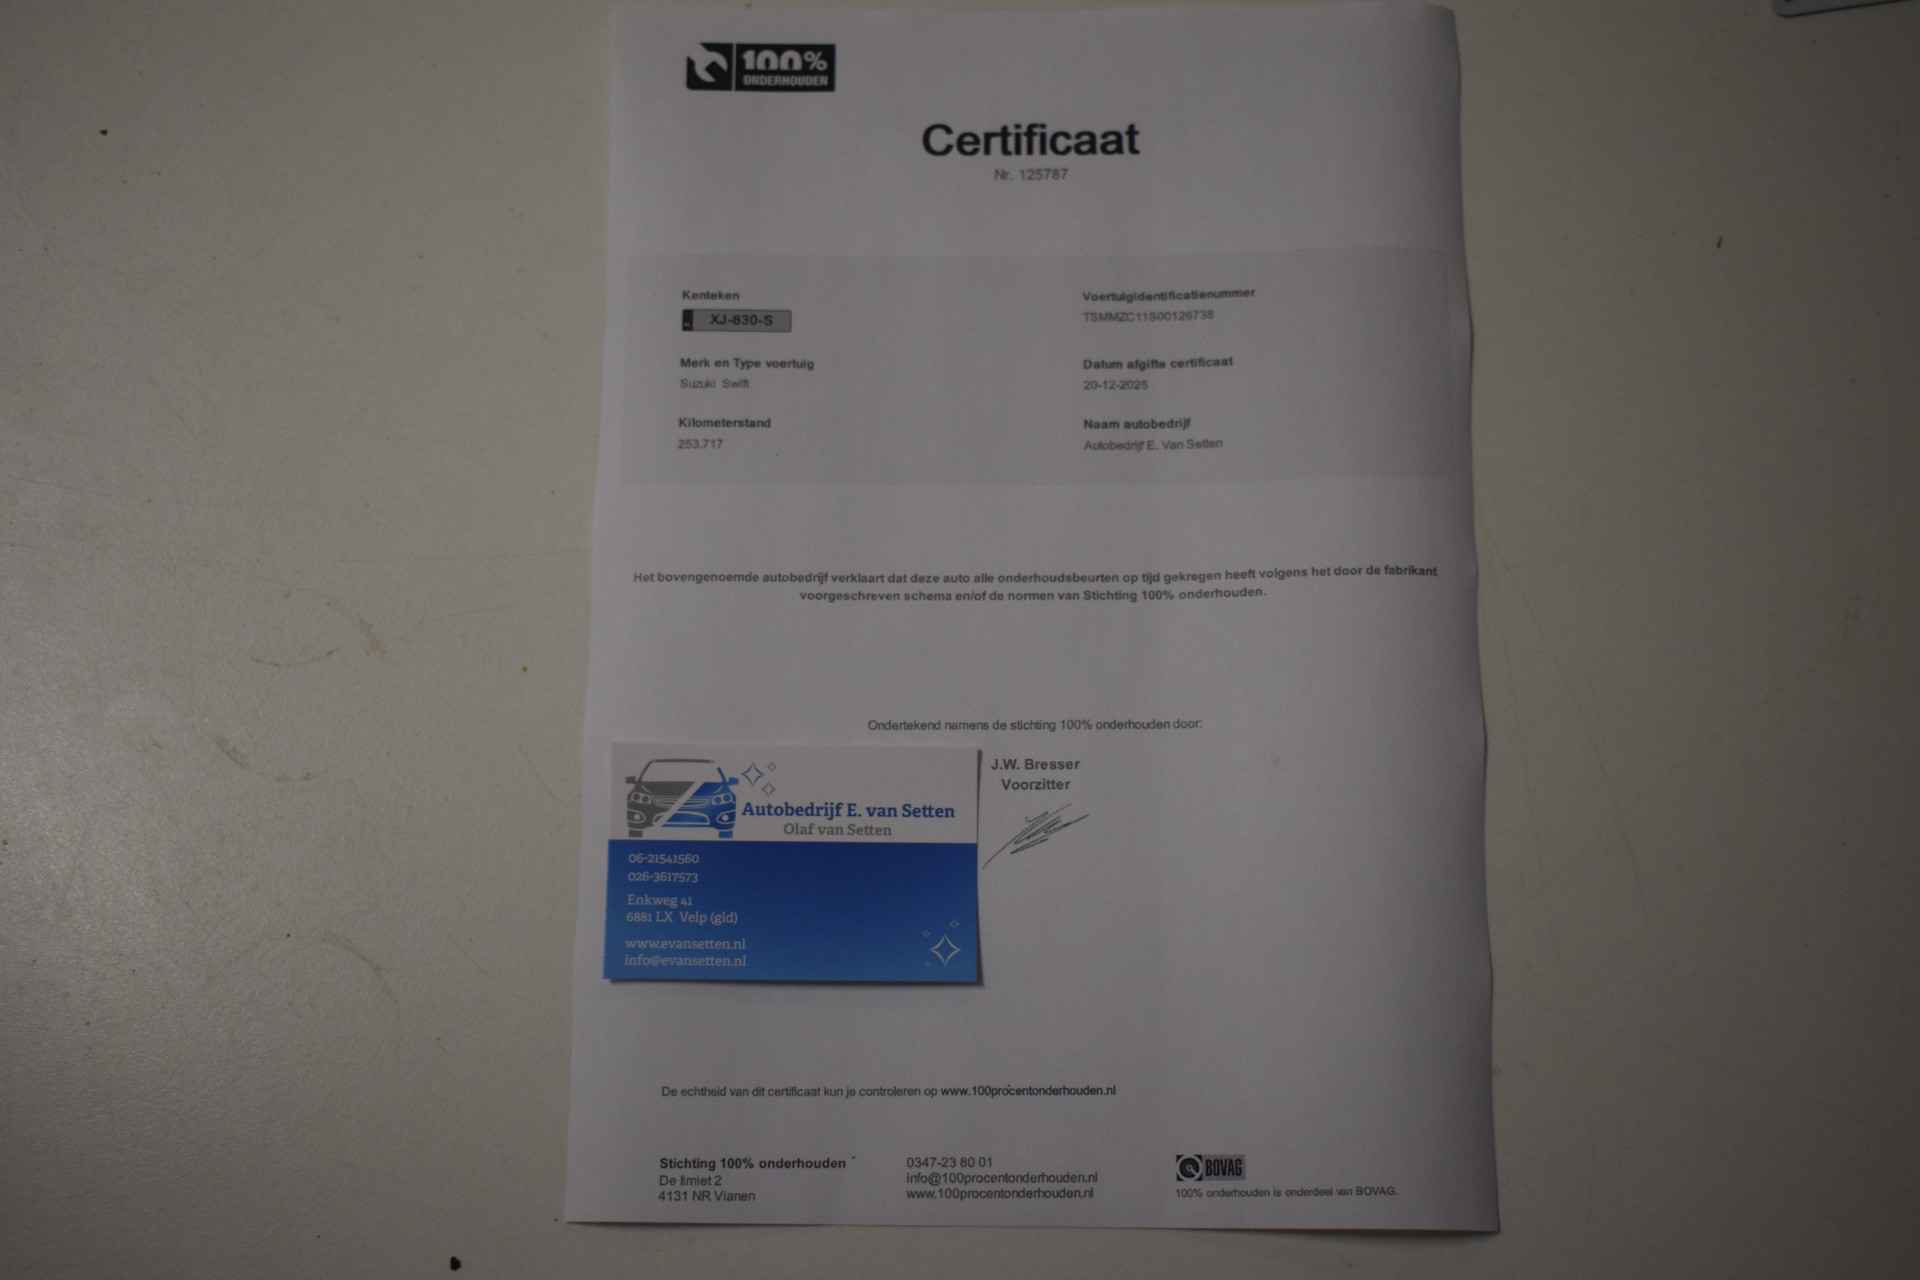 100%
ONDERHOUDEN
Certificaat
Nr. 125787
Kenteken
XJ-830-S
Voertuigidentificatienummer
TSMMZC11S00126738
Merk en Type voertuig
Suzuki Swift
Datum afgifte certificaat
20-12-2025
Kilometerstand
253.717
Naam autobedrijf
Autobedrijf E. Van Setten
Het bovengenoemde autobedrijf verklaart dat deze auto alle onderhoudsbeurten op tijd gekregen heeft volgens het door de fabrikant
voorgeschreven schema en/of de normen van Stichting 100% onderhouden.
Ondertekend namens de stichting 100% onderhouden door:
J.W. Bresser
Voorzitter
Autobedrijf E. van Setten
Olaf van Setten
06-21541560
026-3617573
Enkweg 41
6881 LX Velp (gld)
www.evansetten.nl
info@evansetten.nl
De echtheid van dit certificaat kun je controleren op www.100procentonderhouden.nl
Stichting 100% onderhouden
De limiet 2
4131 NR Vianen
0347-23 80 01
info@100procentonderhouden.nl
www.100procentonderhouden.nl
BOVAG
100% onderhouden is onderdeel van BOVAG.